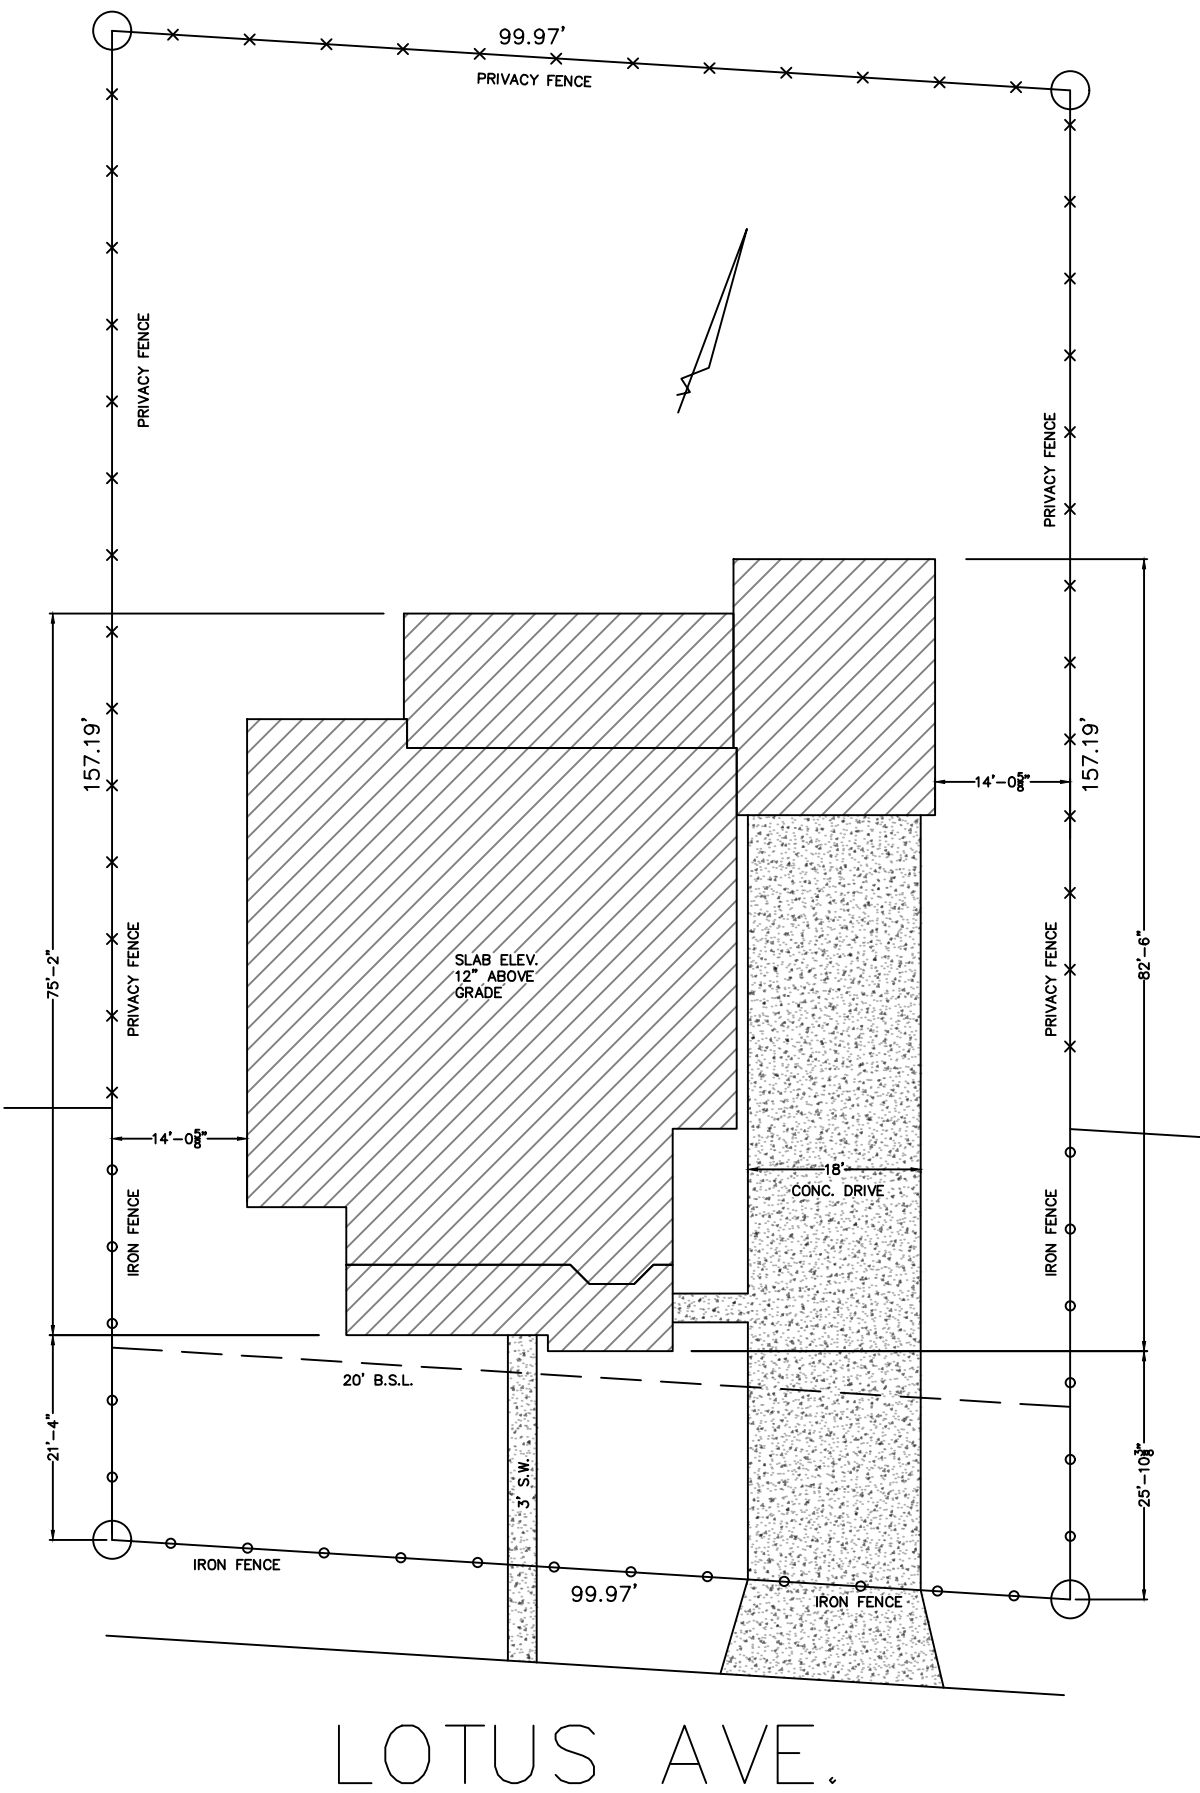 99.97'
PRIVACY FENCE
PRIVACY FENCE
PRIVACY FENCE
157.19'
157.19'
14'-0⅝"
75'-2"
PRIVACY FENCE
SLAB ELEV.
12" ABOVE
GRADE
PRIVACY FENCE
82'-6"
14'-0⅝"
18'
CONC. DRIVE
IRON FENCE
IRON FENCE
20' B.S.L.
21'-4"
3' S.W.
25'-10⅜"
IRON FENCE
99.97'
IRON FENCE
LOTUS AVE.